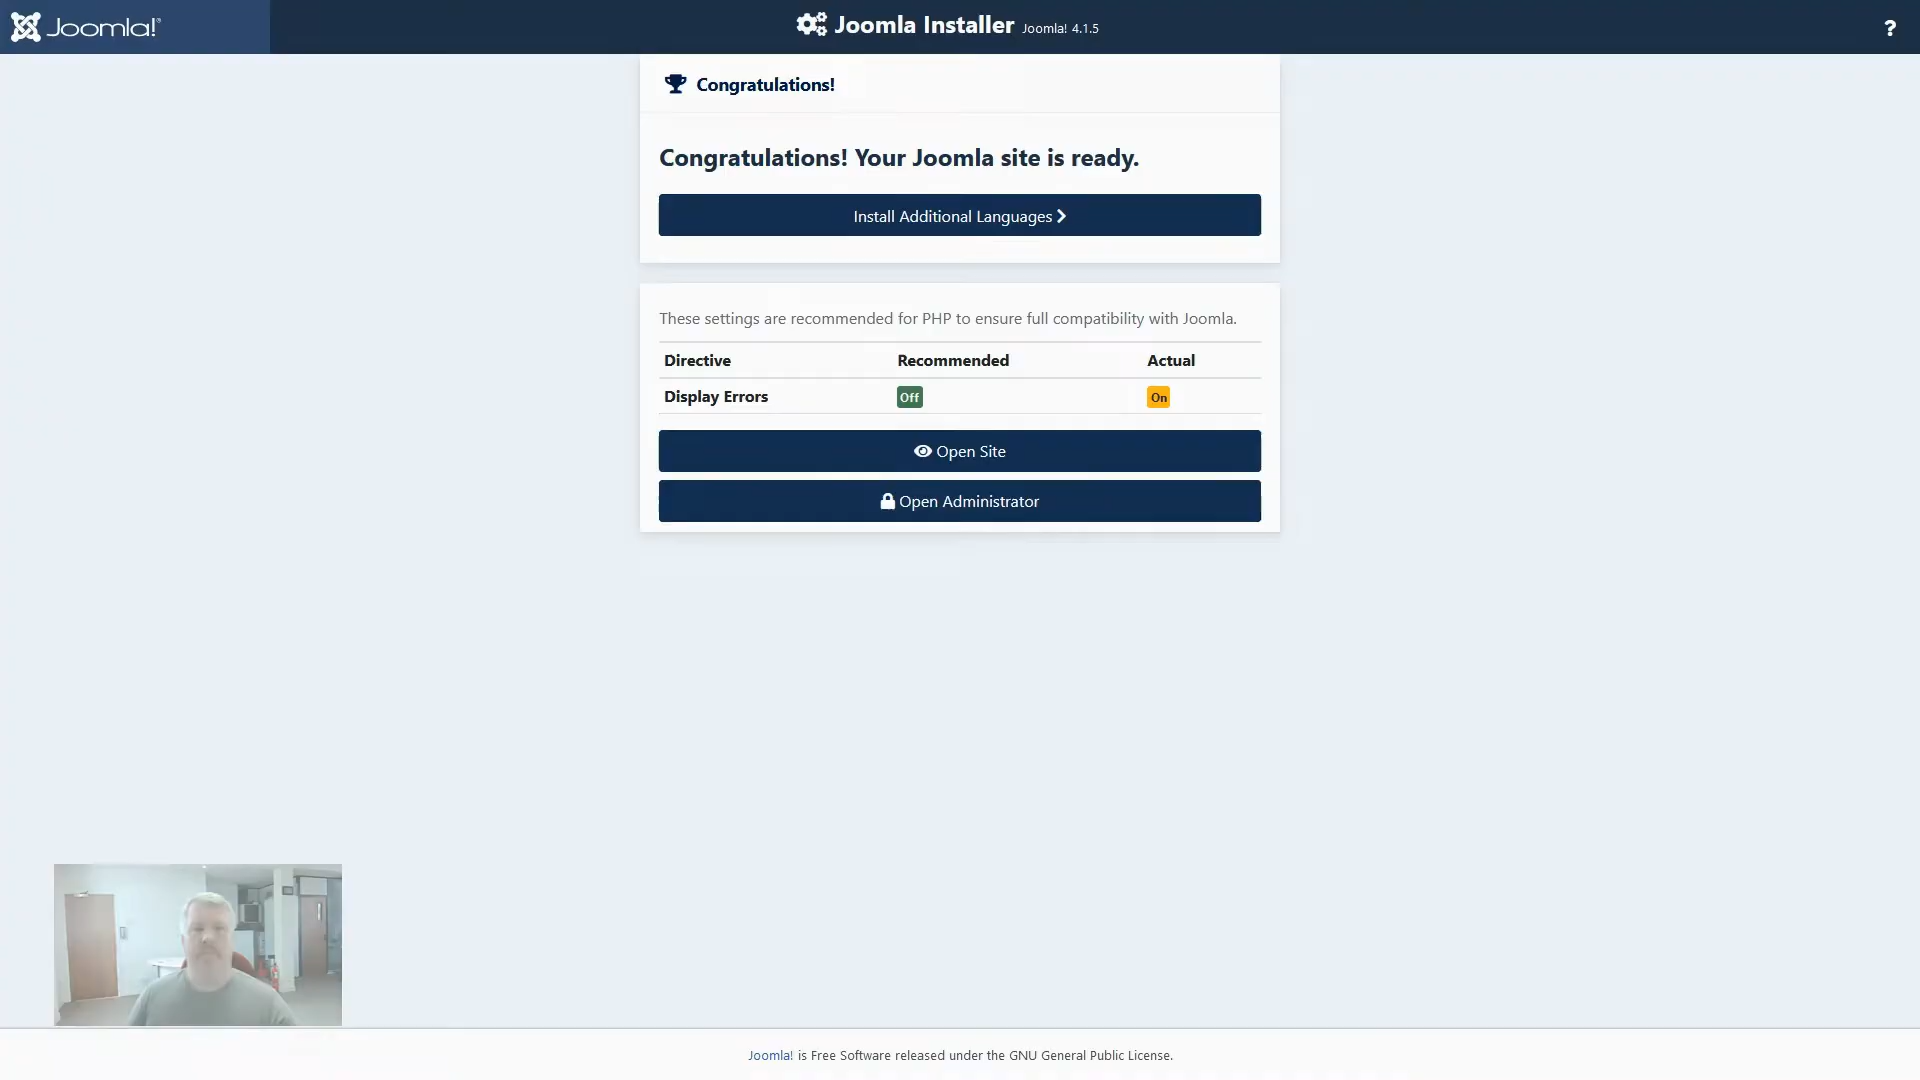 Joomla!®
Joomla Installer Joomla! 4.1.5
?
Congratulations!
Congratulations! Your Joomla site is ready.
Install Additional Languages
These settings are recommended for PHP to ensure full compatibility with Joomla.
Directive Recommended Actual
Display Errors Off On
Open Site
Open Administrator
Joomla! is Free Software released under the GNU General Public License.